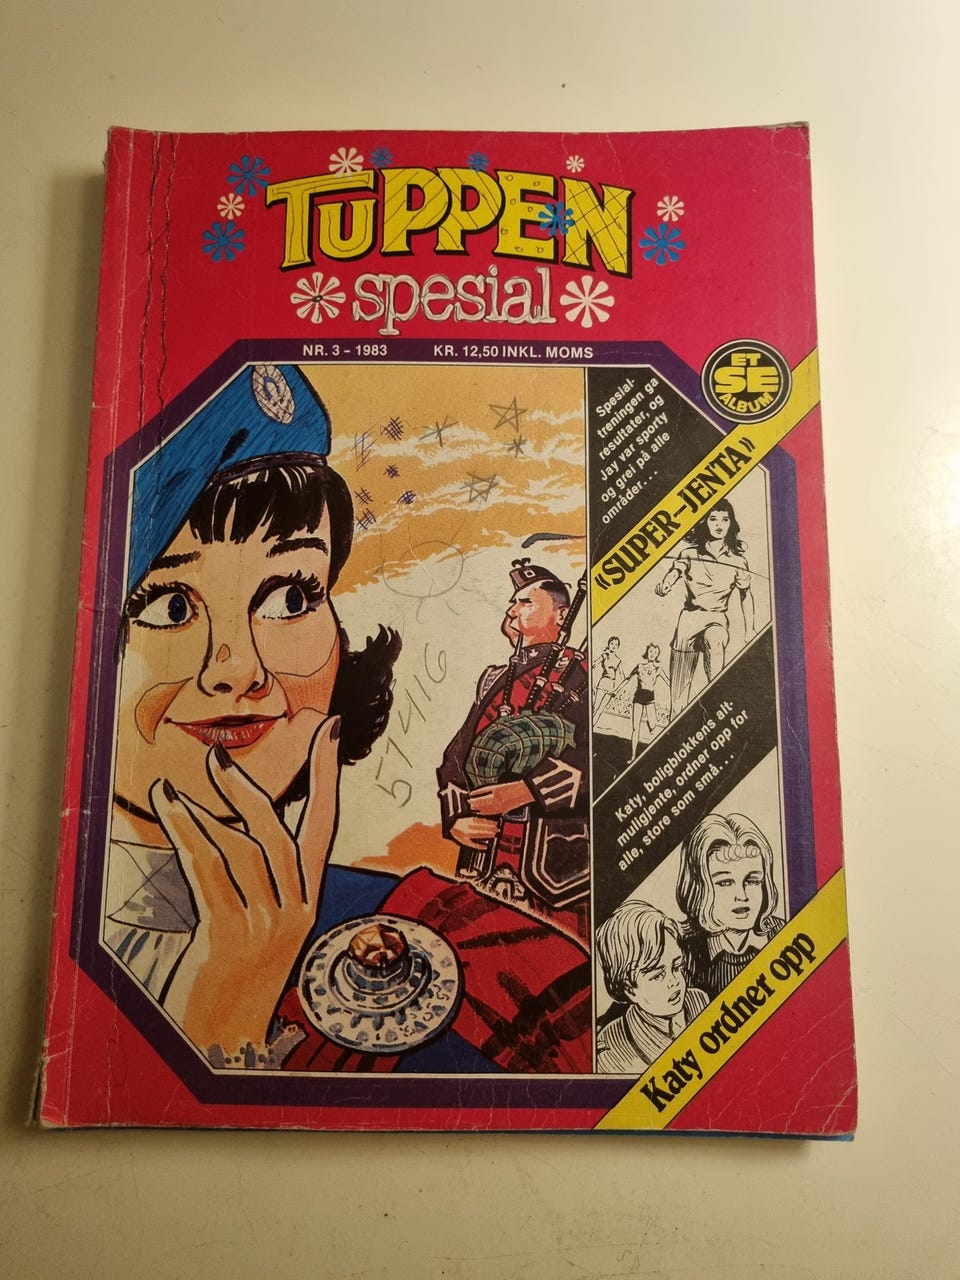 TUPPEN
spesial
NR. 3 - 1983 KR. 12,50 INKL. MOMS
ET
SE
ALBUM
Spesial-
treningen ga
resultater, og
Jay var sporty
og grei på alle
områder...
«SUPER-JENTA»
Katy, boligblokkens alt-
muligjente, ordner opp for
alle, store som små...
Katy ordner opp
57416